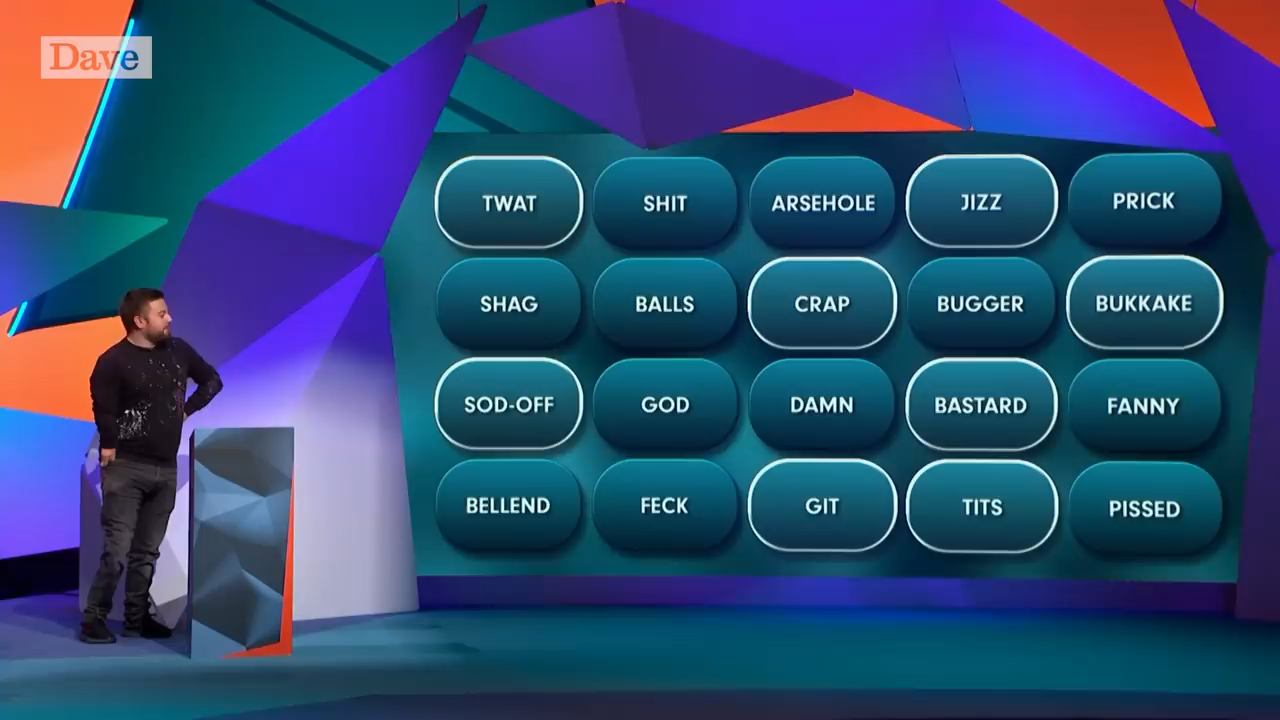 Dave
TWAT SHIT ARSEHOLE JIZZ PRICK
SHAG BALLS CRAP BUGGER BUKKAKE
SOD-OFF GOD DAMN BASTARD FANNY
BELLEND FECK GIT TITS PISSED